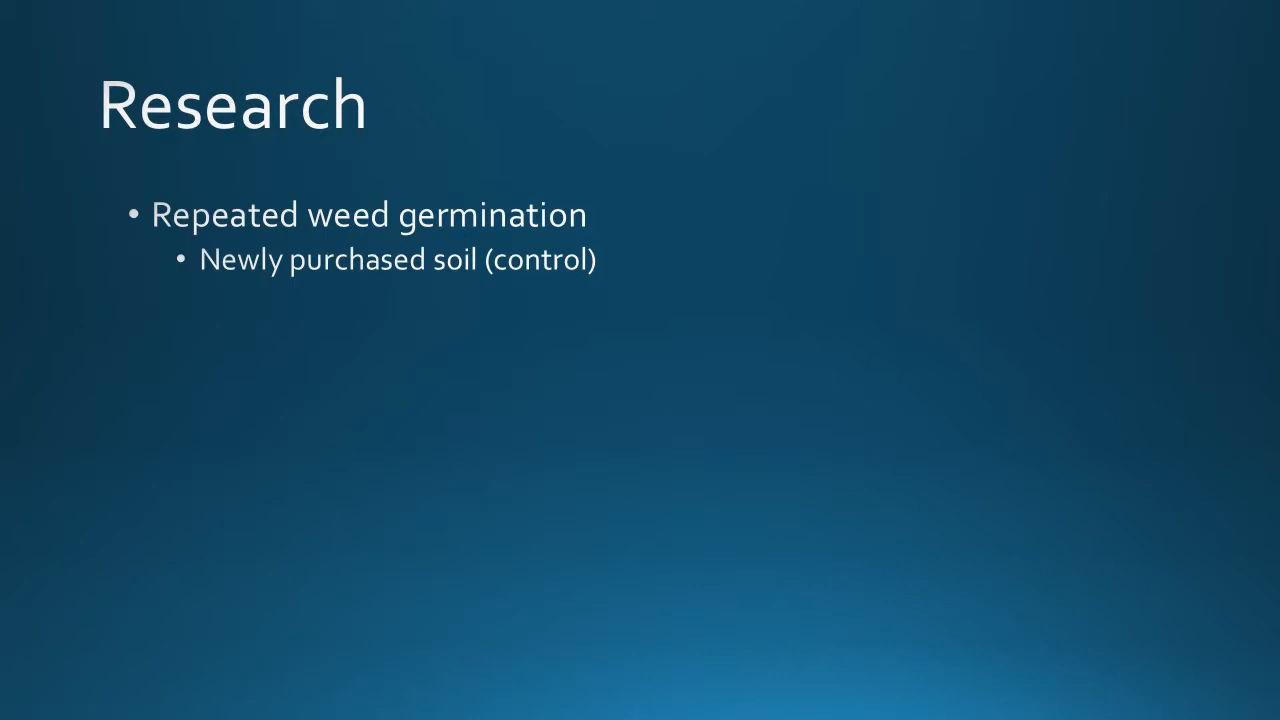 Research
• Repeated weed germination
• Newly purchased soil (control)